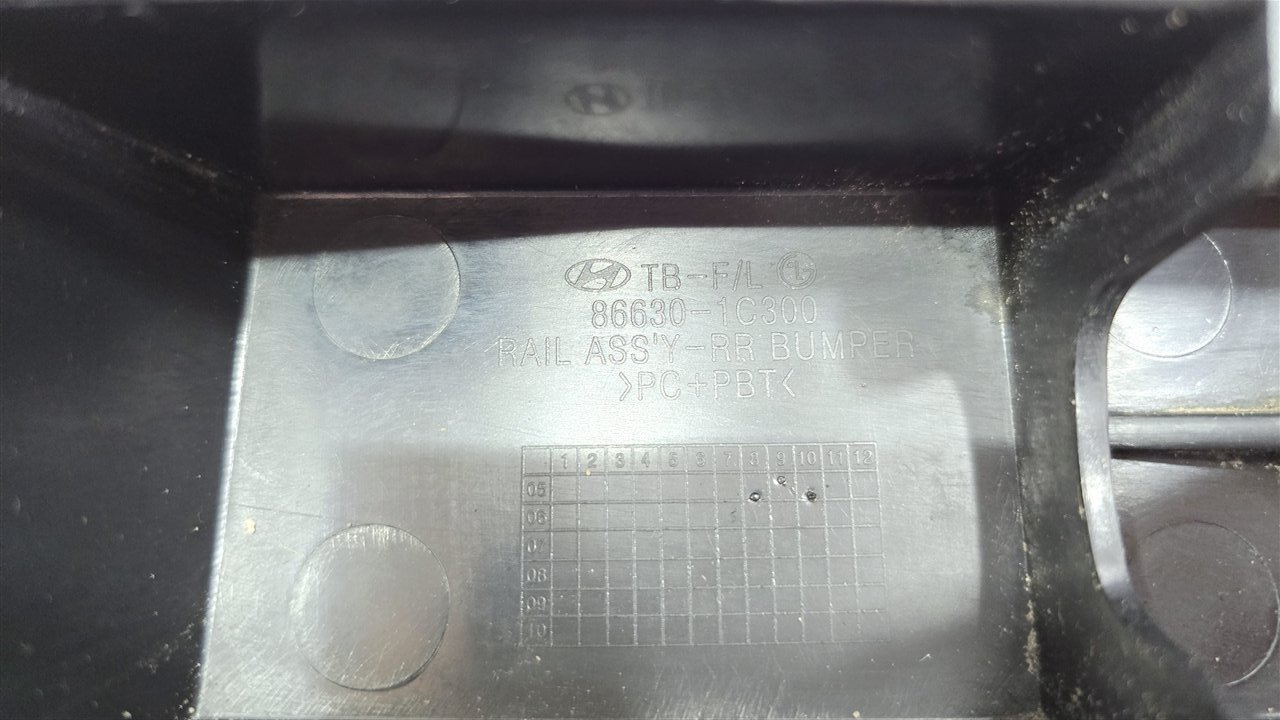 TB-F/L LG
86630-1C300
RAIL ASS'Y-RR BUMPER
>PC+PBT<
1 2 3 4 5 6 7 8 9 10 11 12
05
06
07
08
09
10